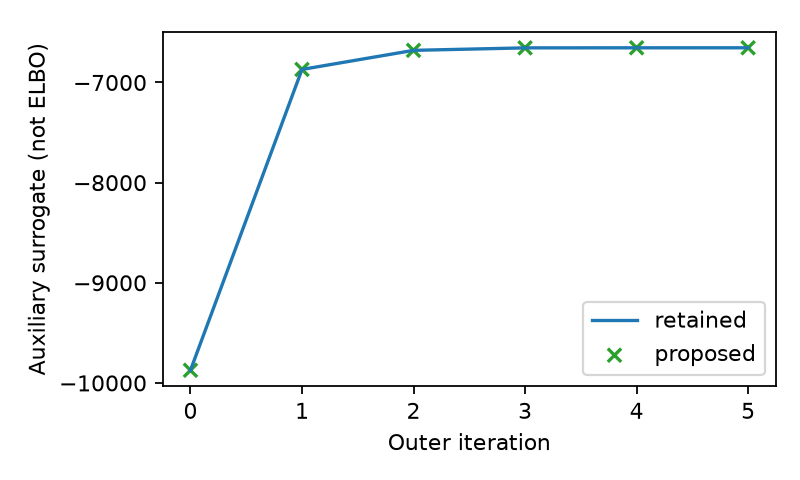 Auxiliary surrogate (not ELBO)
−7000
−8000
−9000
−10000
retained
proposed
0 1 2 3 4 5
Outer iteration